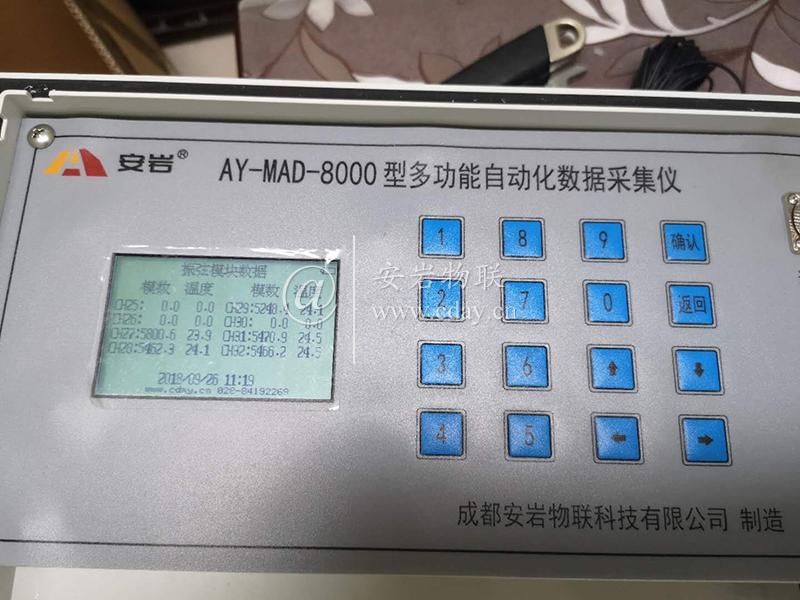 安岩®
AY-MAD-8000型多功能自动化数据采集仪
振弦模块数据
模数 温度 模数 温度
CH25: 0.0 0.0 CH29:5248.9 24.1
CH26: 0.0 0.0 CH30: 0.0 0.0
CH27:5800.6 23.9 CH31:5470.9 24.5
CH28:5462.3 24.1 CH32:5466.2 24.5
2018/09/26 11:19
www.cday.cn 028-84192269
1 8 9 确认
2 7 0 返回
3 6 ↑ ↓
4 5 ← →
@ 安岩物联
www.cday.cn
成都安岩物联科技有限公司 制造